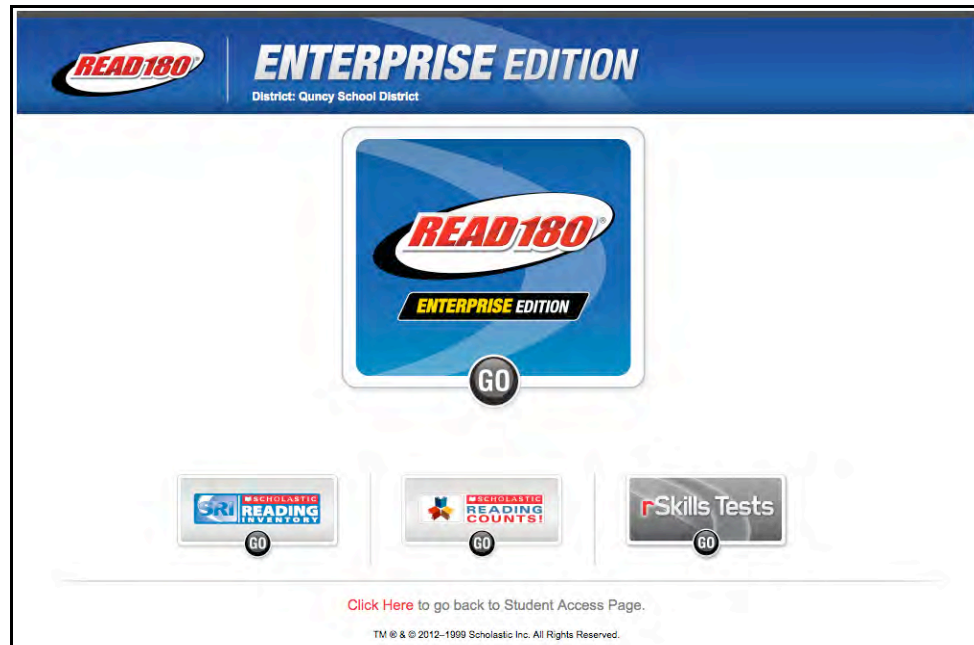 READ180®
ENTERPRISE EDITION
District: Quncy School District
READ180®
ENTERPRISE EDITION
GO
SRI SCHOLASTIC READING INVENTORY
GO
SCHOLASTIC READING COUNTS!
GO
rSkills Tests
GO
Click Here to go back to Student Access Page.
TM ® & © 2012–1999 Scholastic Inc. All Rights Reserved.